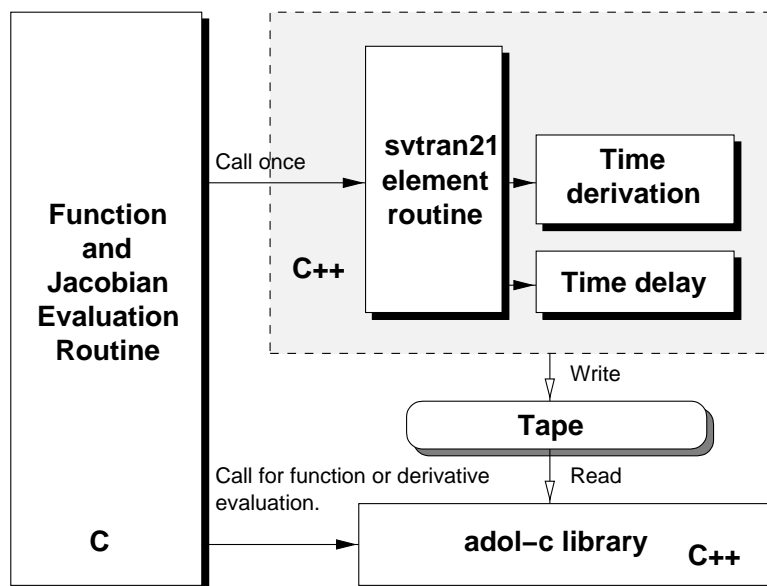 Function
and
Jacobian
Evaluation
Routine
C
Call once
svtran21
element
routine
C++
Time
derivation
Time delay
Write
Tape
Read
Call for function or derivative
evaluation.
adol−c library
C++